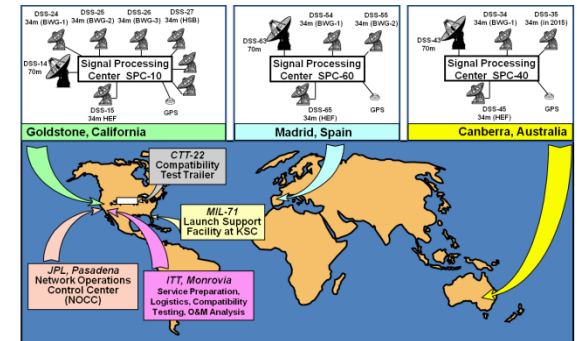 DSS-24
34m (BWG-1)
DSS-25
34m (BWG-2)
DSS-26
34m (BWG-3)
DSS-27
34m (HSB)
DSS-14
70m
Signal Processing
Center SPC-10
DSS-15
34m HEF
GPS
Goldstone, California
DSS-54
34m (BWG-1)
DSS-55
34m (BWG-2)
DSS-63
70m
Signal Processing
Center SPC-60
DSS-65
34m (HEF)
GPS
Madrid, Spain
DSS-34
34m (BWG-1)
DSS-35
34m (in 2015)
DSS-43
70m
Signal Processing
Center SPC-40
DSS-45
34m (HEF)
GPS
Canberra, Australia
CTT-22
Compatibility
Test Trailer
MIL-71
Launch Support
Facility at KSC
JPL, Pasadena
Network Operations
Control Center
(NOCC)
ITT, Monrovia
Service Preparation,
Logistics, Compatibility
Testing, O&M Analysis